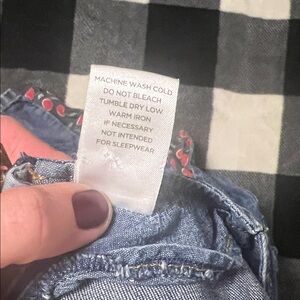 MACHINE WASH COLD
DO NOT BLEACH
TUMBLE DRY LOW
WARM IRON
IF NECESSARY
NOT INTENDED
FOR SLEEPWEAR